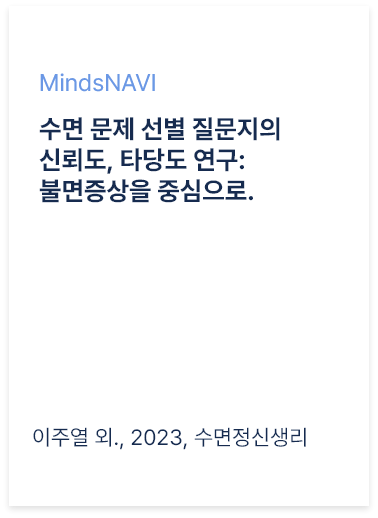 MindsNAVI
수면 문제 선별 질문지의
신뢰도, 타당도 연구:
불면증상을 중심으로.
이주열 외., 2023, 수면정신생리